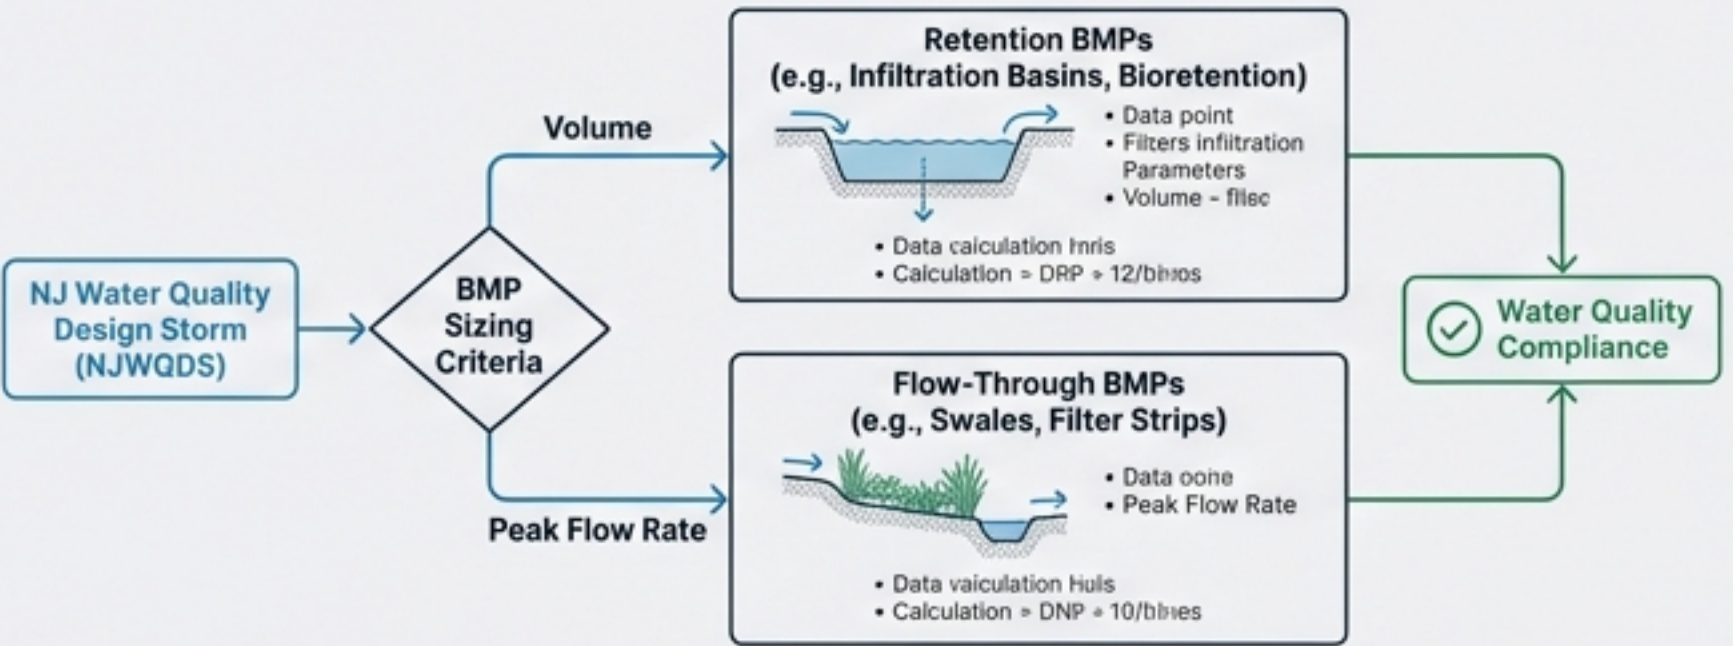 NJ Water Quality
Design Storm
(NJWQDS)
BMP
Sizing
Criteria
Volume
Peak Flow Rate
Retention BMPs
(e.g., Infiltration Basins, Bioretention)
• Data point
• Filters infiltration
Parameters
• Volume -
• Data
• Calculation = DRP
Flow-Through BMPs
(e.g., Swales, Filter Strips)
• Data
• Peak Flow Rate
• Data
• Calculation = DNP
Water Quality
Compliance